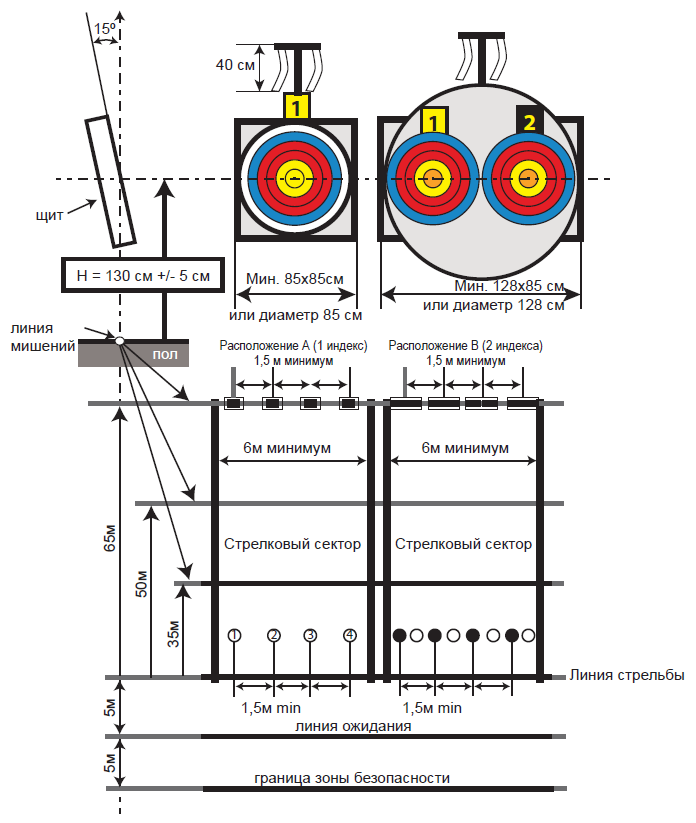 15º
40 см
1
1
2
щит
H = 130 см +/- 5 см
Мин. 85x85см
или диаметр 85 см
Мин. 128x85 см
или диаметр 128 см
линия
мишений
пол
Расположение А (1 индекс)
1,5 м минимум
Расположение В (2 индекса)
1,5 м минимум
6м минимум
6м минимум
65м
50м
35м
Стрелковый сектор
Стрелковый сектор
1
2
3
4
Линия стрельбы
5м
1,5м min
1,5м min
линия ожидания
5м
граница зоны безопасности